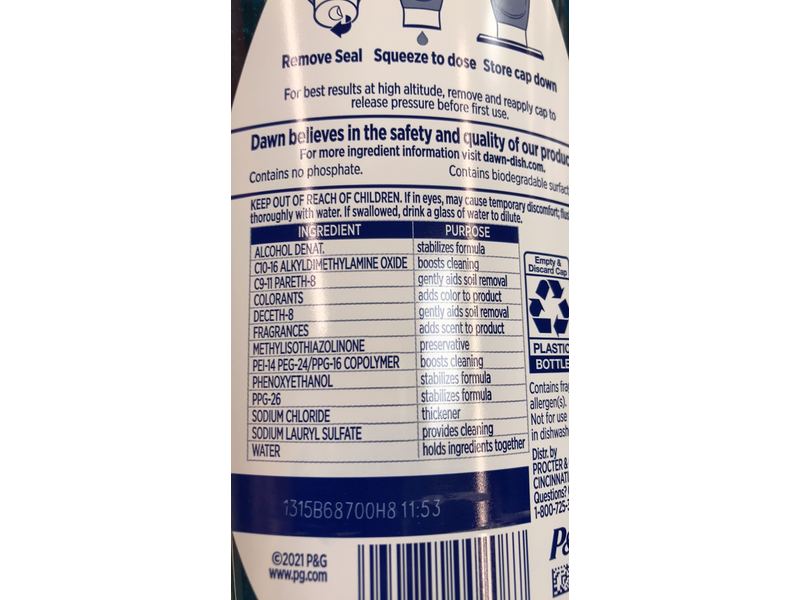 Remove Seal Squeeze to dose Store cap down
For best results at high altitude, remove and reapply cap to
release pressure before first use.
Dawn believes in the safety and quality of our
For more ingredient information visit dawn-dish.com.
Contains no phosphate. Contains biodegradable
KEEP OUT OF REACH OF CHILDREN. If in eyes, may cause temporary discomfort;
thoroughly with water. If swallowed, drink a glass of water to dilute.
INGREDIENT PURPOSE
ALCOHOL DENAT. stabilizes formula
C10-16 ALKYLDIMETHYLAMINE OXIDE boosts cleaning
C9-11 PARETH-8 gently aids soil removal
COLORANTS adds color to product
DECETH-8 gently aids soil removal
FRAGRANCES adds scent to product
METHYLISOTHIAZOLINONE preservative
PEI-14 PEG-24/PPG-16 COPOLYMER boosts cleaning
PHENOXYETHANOL stabilizes formula
PPG-26 stabilizes formula
SODIUM CHLORIDE thickener
SODIUM LAURYL SULFATE provides cleaning
WATER holds ingredients together
Empty &
Discard Cap
PLASTIC
BOTTLE
Contains
allergen(s).
Not for use
in
Distr. by
PROCTER &
CINCINNATI
Questions?
1-800-725-
1315B68700H8 11:53
©2021 P&G
www.pg.com